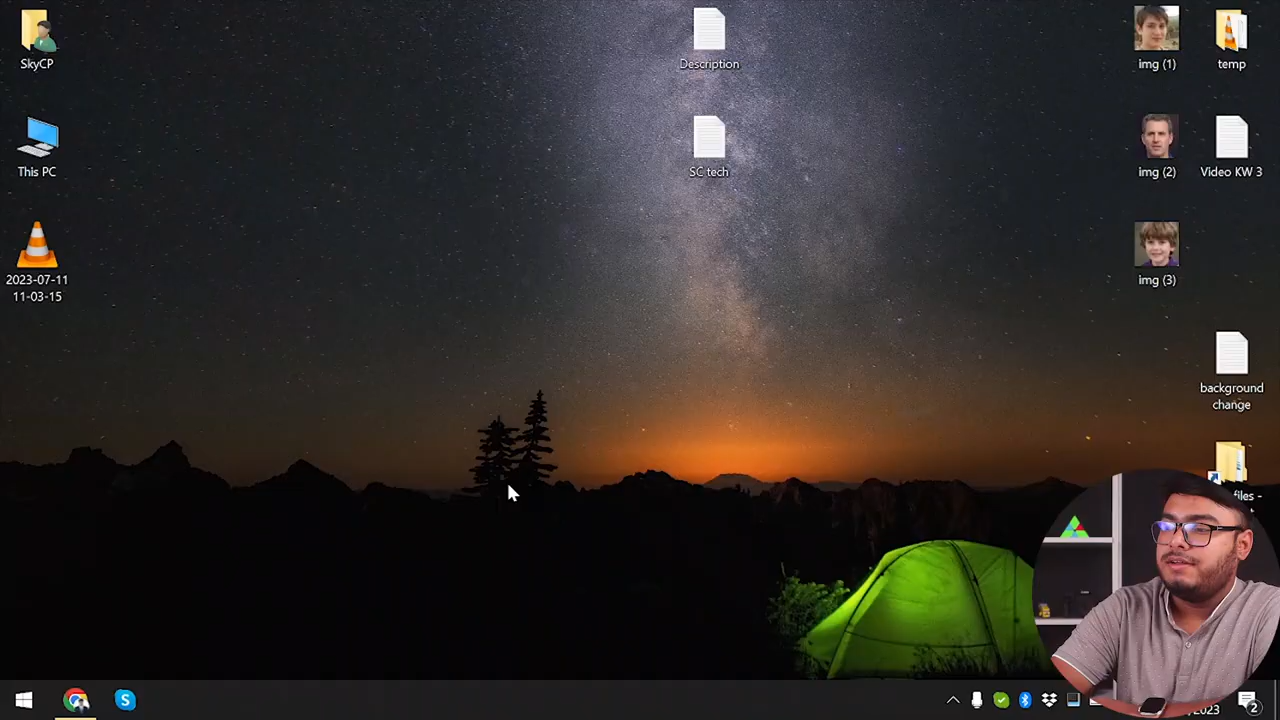 SkyCP
Description
img (1)
temp
This PC
SC tech
img (2)
Video KW 3
2023-07-11
11-03-15
img (3)
background
change
files -
S
2023
2